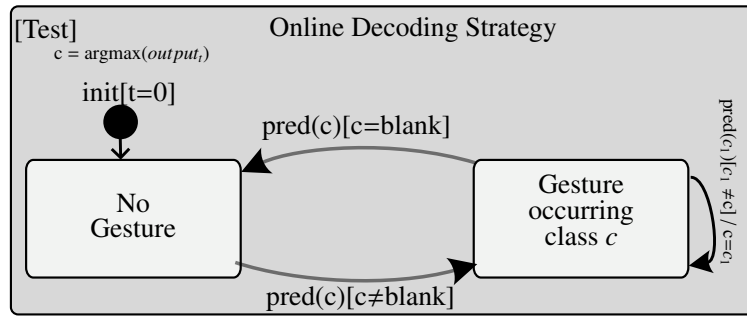 [Test]
Online Decoding Strategy
c = argmax(output_t)
init[t=0]
pred(c)[c=blank]
No
Gesture
Gesture
occurring
class c
pred(c₁)[c₁ ≠c] / c=c₁
pred(c)[c≠blank]